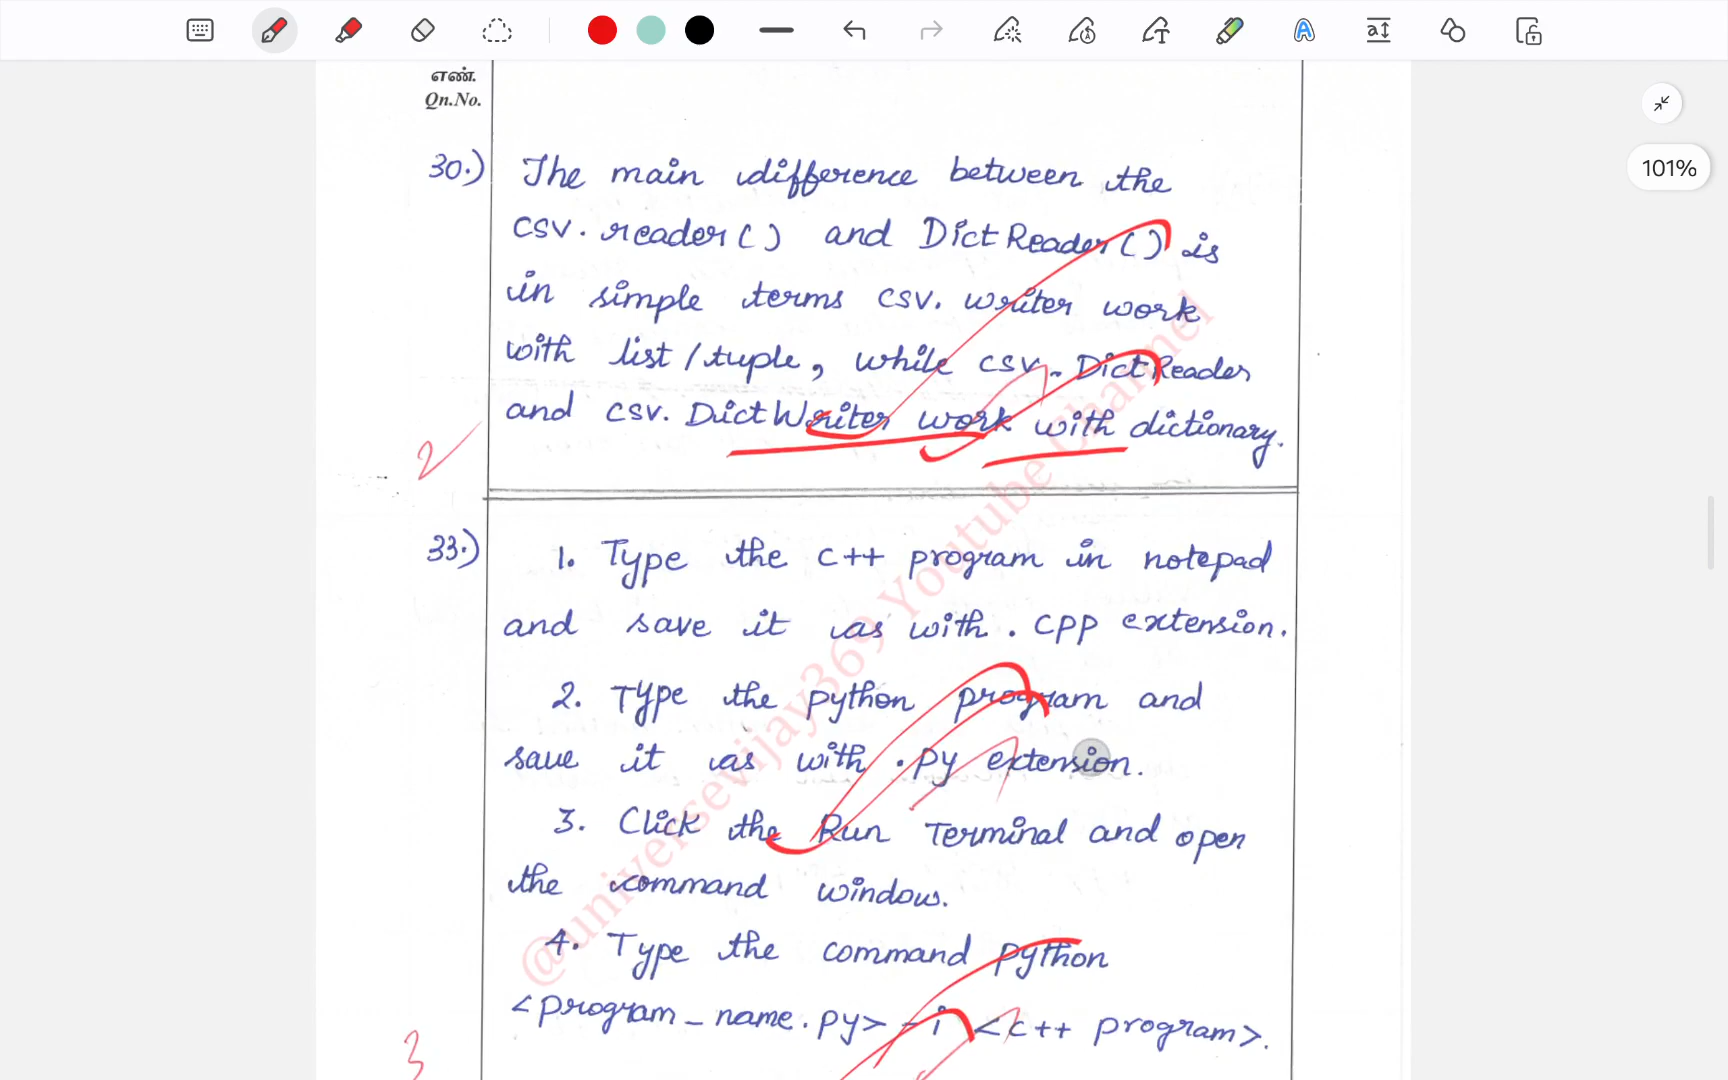 101%
எண்.
Qn.No.
30.) The main difference between the
csv.reader() and DictReader() is
in simple terms csv.writer work
with list/tuple, while csv.DictReader
and csv.DictWriter work with dictionary.
2
33.) 1. Type the c++ program in notepad
and save it as with .cpp extension.
2. Type the python program and
save it as with .py extension.
3. Click the Run Terminal and open
the command window.
4. Type the command python
<program_name.py> -i <c++ program>.
3
@universevijay369 Youtube Channel